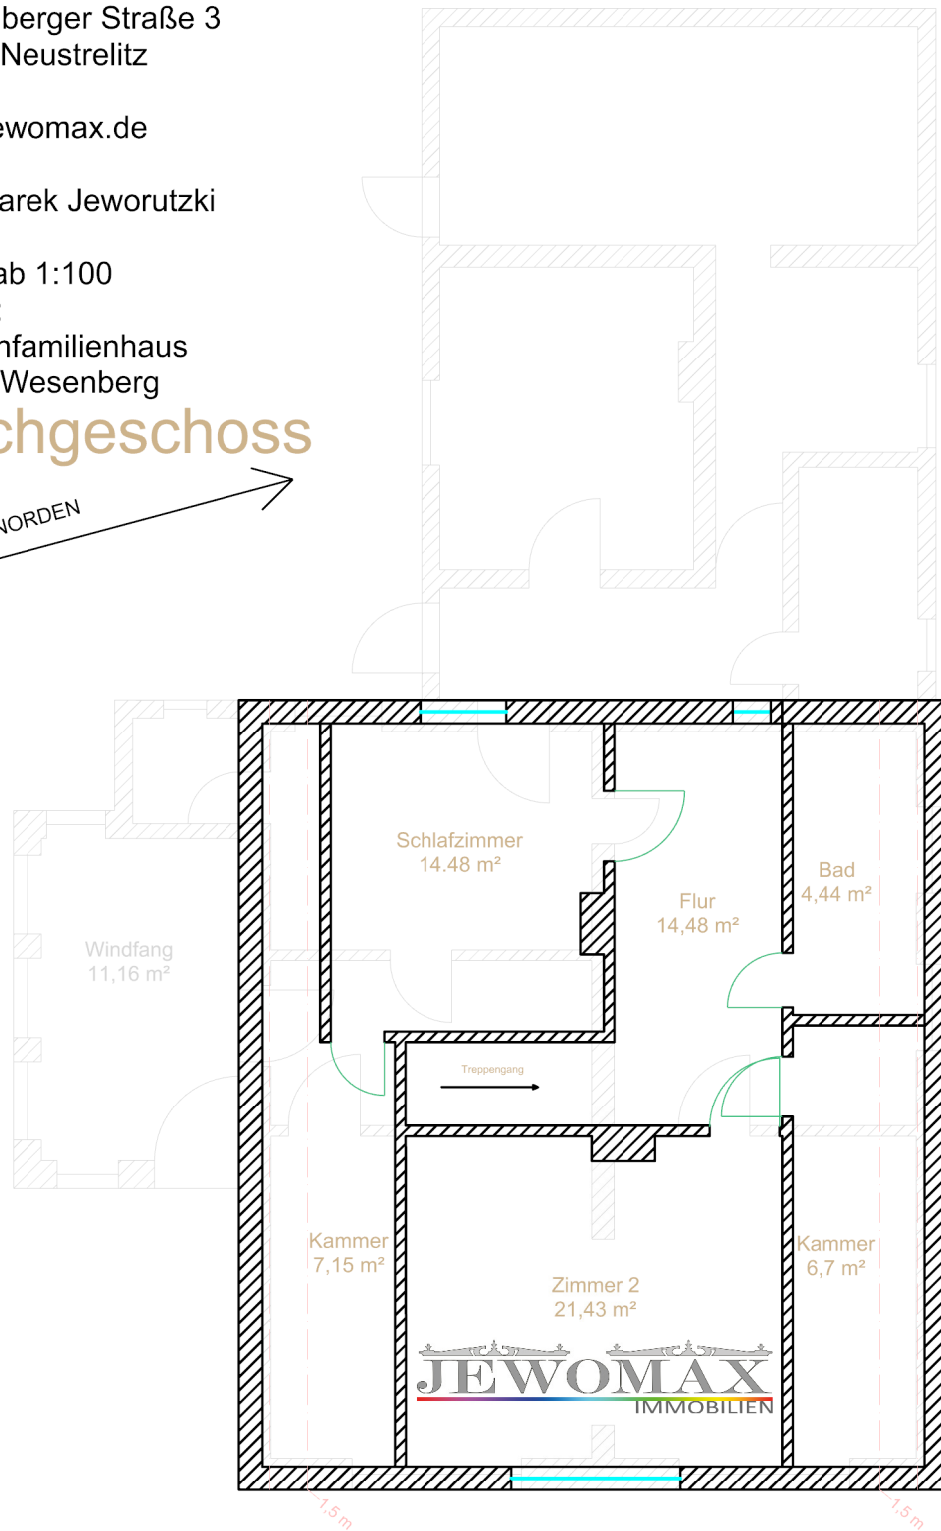 berger Straße 3
Neustrelitz
ewomax.de
arek Jeworutzki
ab 1:100
:
nfamilienhaus
Wesenberg
chgeschoss
NORDEN
Schlafzimmer
14.48 m²
Flur
14,48 m²
Bad
4,44 m²
Windfang
11,16 m²
Treppengang
Kammer
7,15 m²
Kammer
6,7 m²
Zimmer 2
21,43 m²
JEWOMAX
IMMOBILIEN
1,5 m
1,5 m